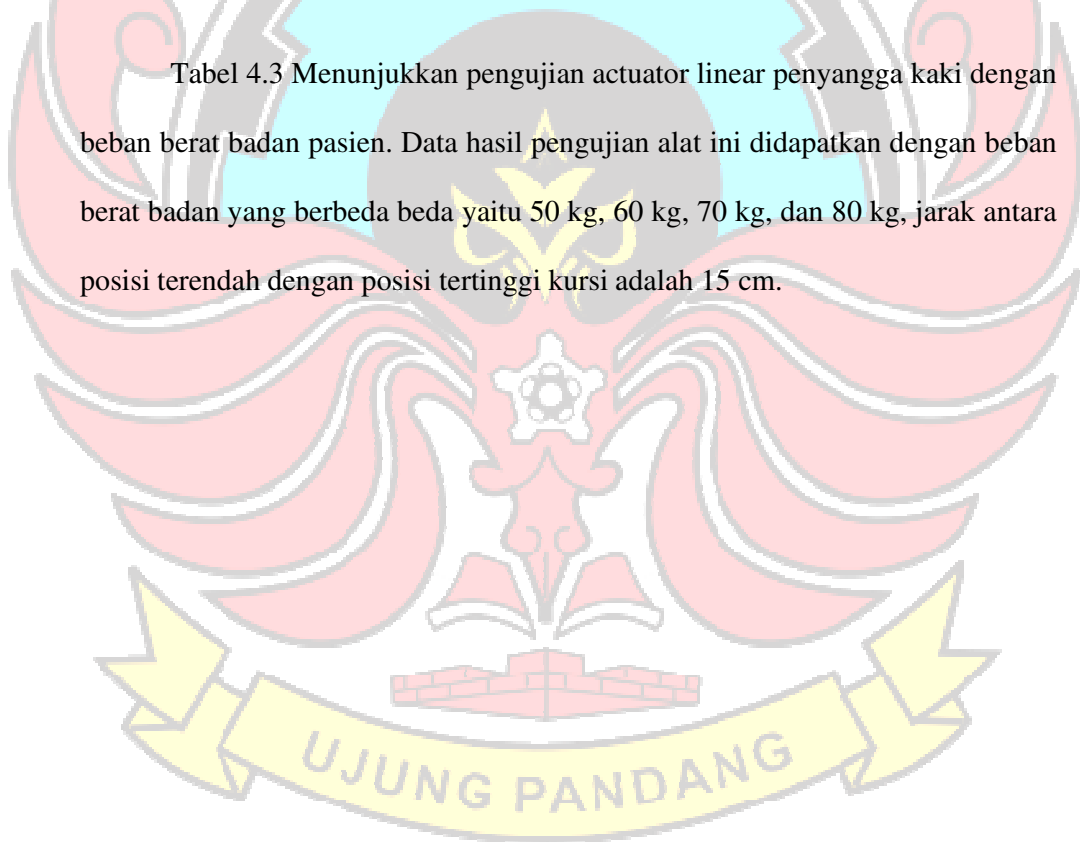 Tabel 4.3 Menunjukkan pengujian actuator linear penyangga kaki dengan
beban berat badan pasien. Data hasil pengujian alat ini didapatkan dengan beban
berat badan yang berbeda beda yaitu 50 kg, 60 kg, 70 kg, dan 80 kg, jarak antara
posisi terendah dengan posisi tertinggi kursi adalah 15 cm.
UJUNG PANDANG